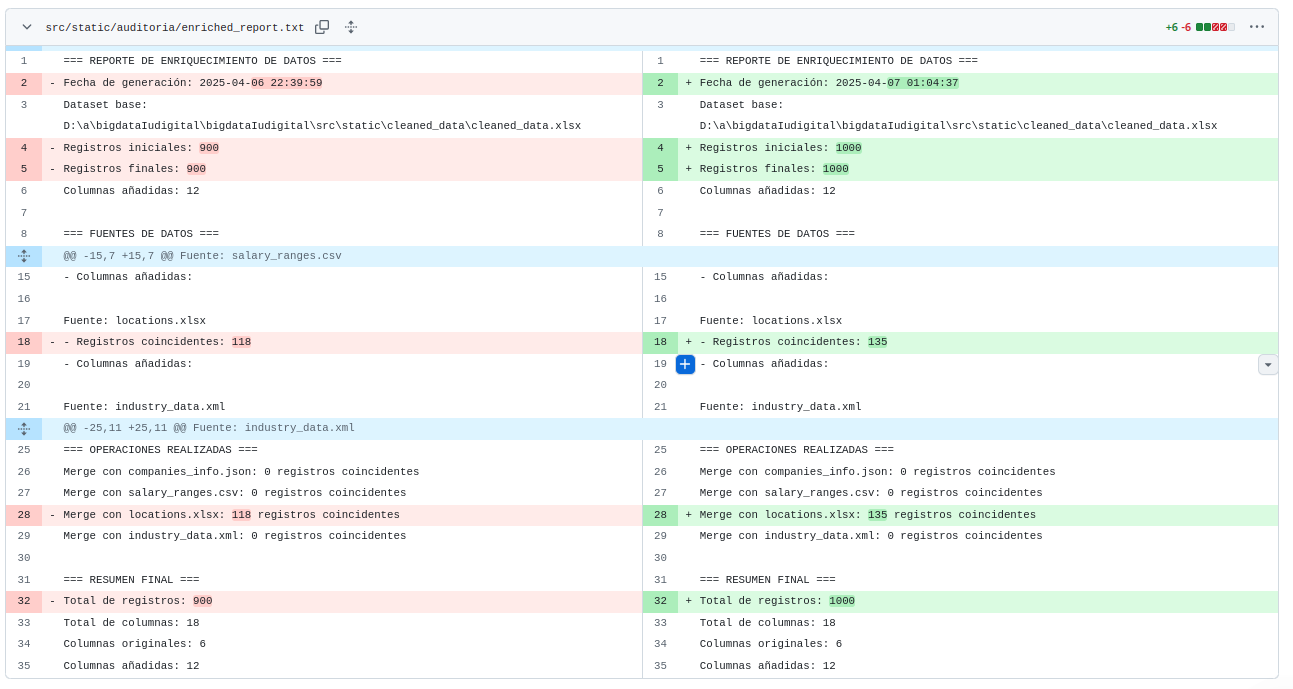 src/static/auditoria/enriched_report.txt +6 -6
1 === REPORTE DE ENRIQUECIMIENTO DE DATOS === 1 === REPORTE DE ENRIQUECIMIENTO DE DATOS ===
2 - Fecha de generación: 2025-04-06 22:39:59 2 + Fecha de generación: 2025-04-07 01:04:37
3 Dataset base: 3 Dataset base:
D:\a\bigdataIudigital\bigdataIudigital\src\static\cleaned_data\cleaned_data.xlsx D:\a\bigdataIudigital\bigdataIudigital\src\static\cleaned_data\cleaned_data.xlsx
4 - Registros iniciales: 900 4 + Registros iniciales: 1000
5 - Registros finales: 900 5 + Registros finales: 1000
6 Columnas añadidas: 12 6 Columnas añadidas: 12
7 7
8 === FUENTES DE DATOS === 8 === FUENTES DE DATOS ===
@@ -15,7 +15,7 @@ Fuente: salary_ranges.csv
15 - Columnas añadidas: 15 - Columnas añadidas:
16 16
17 Fuente: locations.xlsx 17 Fuente: locations.xlsx
18 - - Registros coincidentes: 118 18 + - Registros coincidentes: 135
19 - Columnas añadidas: 19 + - Columnas añadidas:
20 20
21 Fuente: industry_data.xml 21 Fuente: industry_data.xml
@@ -25,11 +25,11 @@ Fuente: industry_data.xml
25 === OPERACIONES REALIZADAS === 25 === OPERACIONES REALIZADAS ===
26 Merge con companies_info.json: 0 registros coincidentes 26 Merge con companies_info.json: 0 registros coincidentes
27 Merge con salary_ranges.csv: 0 registros coincidentes 27 Merge con salary_ranges.csv: 0 registros coincidentes
28 - Merge con locations.xlsx: 118 registros coincidentes 28 + Merge con locations.xlsx: 135 registros coincidentes
29 Merge con industry_data.xml: 0 registros coincidentes 29 Merge con industry_data.xml: 0 registros coincidentes
30 30
31 === RESUMEN FINAL === 31 === RESUMEN FINAL ===
32 - Total de registros: 900 32 + Total de registros: 1000
33 Total de columnas: 18 33 Total de columnas: 18
34 Columnas originales: 6 34 Columnas originales: 6
35 Columnas añadidas: 12 35 Columnas añadidas: 12